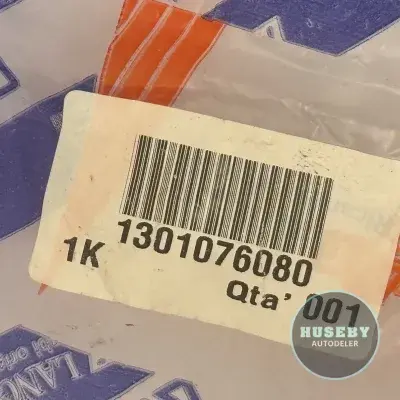 1301076080
1K
Qta' 001
HUSEBY
AUTODELER